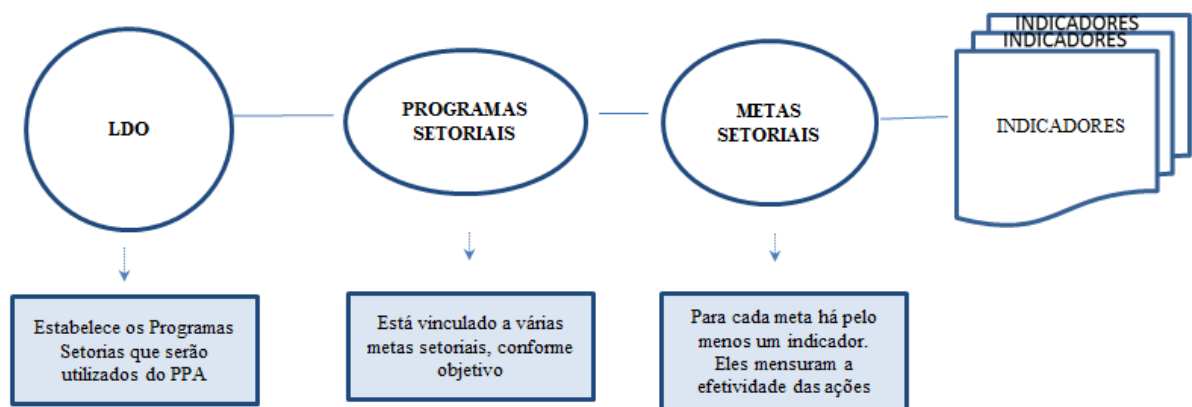 INDICADORES
INDICADORES
INDICADORES
LDO
PROGRAMAS
SETORIAIS
METAS
SETORIAIS
Estabelece os Programas
Setorias que serão
utilizados do PPA
Está vinculado a várias
metas setoriais, conforme
objetivo
Para cada meta há pelo
menos um indicador.
Eles mensuram a
efetividade das ações